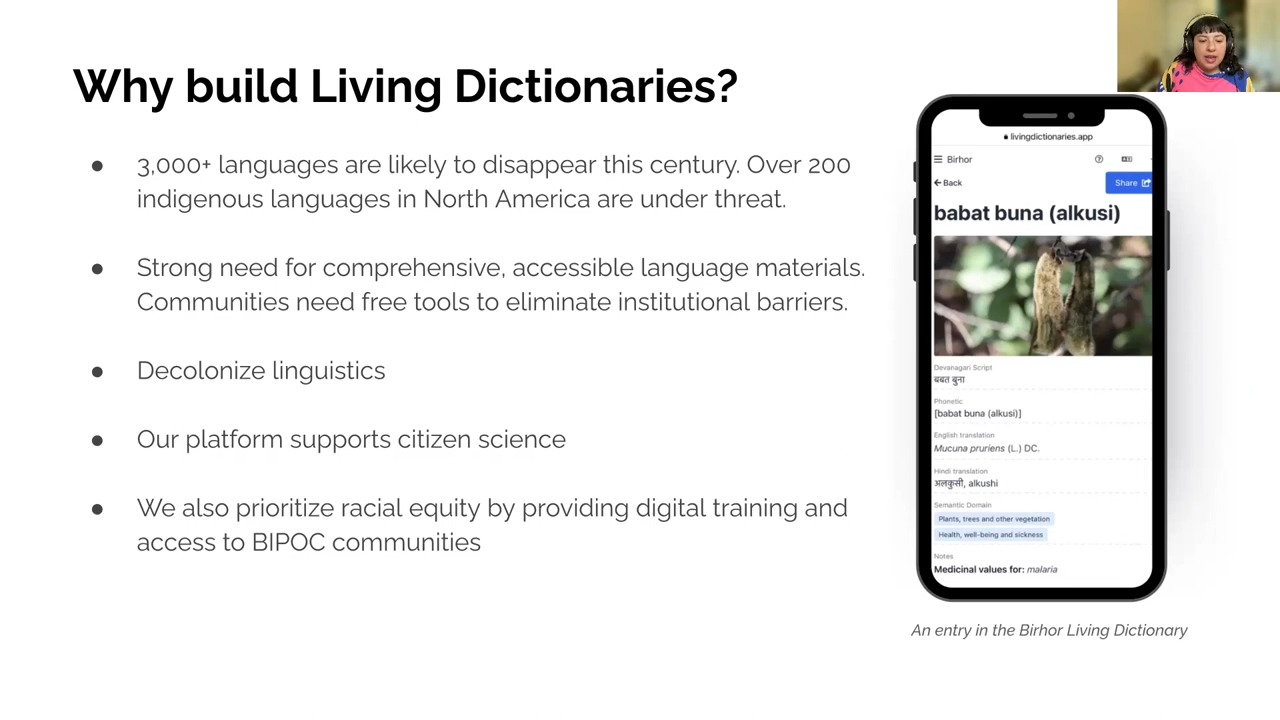 Why build Living Dictionaries?
● 3,000+ languages are likely to disappear this century. Over 200
indigenous languages in North America are under threat.
● Strong need for comprehensive, accessible language materials.
Communities need free tools to eliminate institutional barriers.
● Decolonize linguistics
● Our platform supports citizen science
● We also prioritize racial equity by providing digital training and
access to BIPOC communities
livingdictionaries.app
Birhor
Back
Share
babat buna (alkusi)
Devanagari Script
बबत बुना
Phonetic
[babat buna (alkusi)]
English translation
Mucuna pruriens (L.) DC.
Hindi translation
अलकुसी, alkushi
Semantic Domain
Plants, trees and other vegetation
Health, well-being and sickness
Notes
Medicinal values for: malaria
An entry in the Birhor Living Dictionary